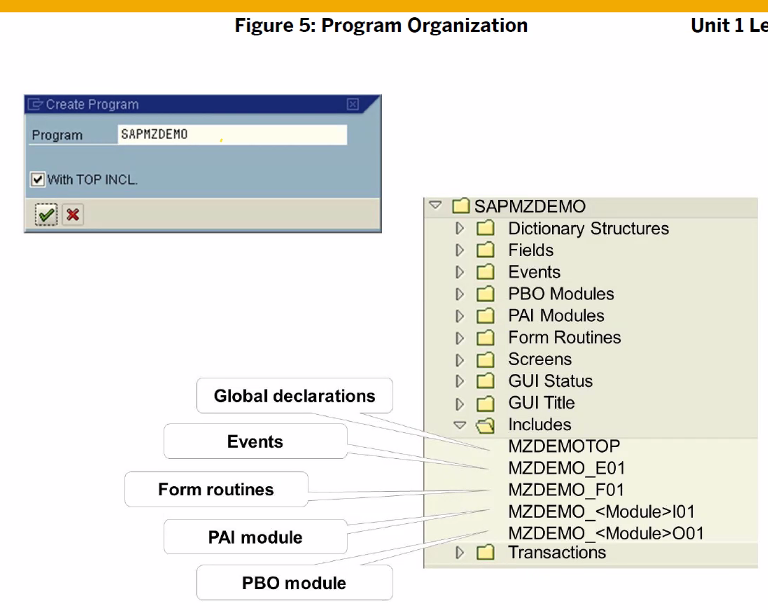 Figure 5: Program Organization
Unit 1 Le
Create Program
Program SAPMZDEMO
With TOP INCL.
SAPMZDEMO
Dictionary Structures
Fields
Events
PBO Modules
PAI Modules
Form Routines
Screens
GUI Status
GUI Title
Includes
MZDEMOTOP
MZDEMO_E01
MZDEMO_F01
MZDEMO_<Module>I01
MZDEMO_<Module>O01
Transactions
Global declarations
Events
Form routines
PAI module
PBO module